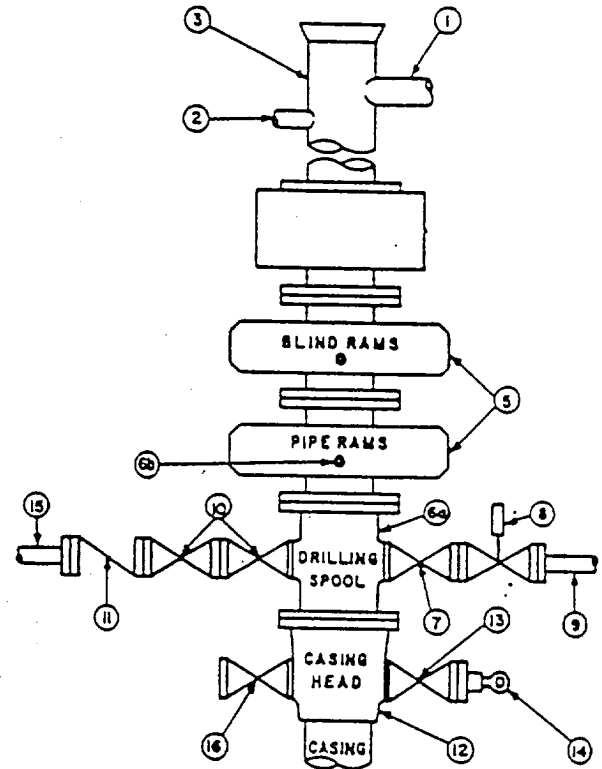 3
1
2
BLIND RAMS
5
PIPE RAMS
6b
15
10
6a
8
DRILLING
SPOOL
11
7
13
9
CASING
HEAD
16
12
14
CASING